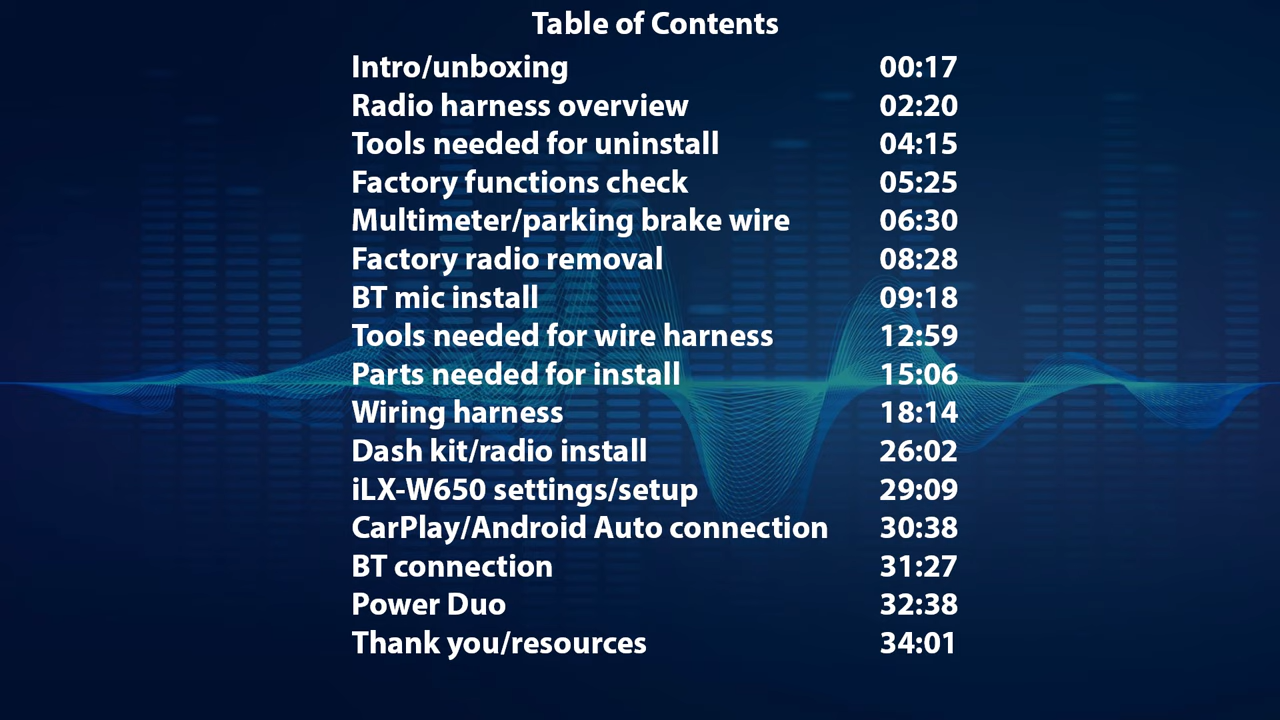 Table of Contents
Intro/unboxing 00:17
Radio harness overview 02:20
Tools needed for uninstall 04:15
Factory functions check 05:25
Multimeter/parking brake wire 06:30
Factory radio removal 08:28
BT mic install 09:18
Tools needed for wire harness 12:59
Parts needed for install 15:06
Wiring harness 18:14
Dash kit/radio install 26:02
iLX-W650 settings/setup 29:09
CarPlay/Android Auto connection 30:38
BT connection 31:27
Power Duo 32:38
Thank you/resources 34:01